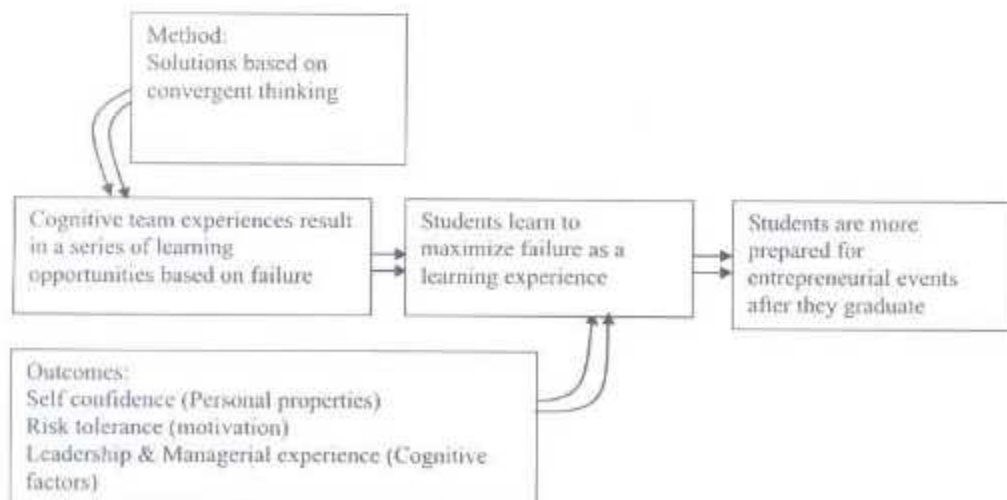 Method:
Solutions based on
convergent thinking
Cognitive team experiences result
in a series of learning
opportunities based on failure
Students learn to
maximize failure as a
learning experience
Students are more
prepared for
entrepreneurial events
after they graduate
Outcomes:
Self confidence (Personal properties)
Risk tolerance (motivation)
Leadership & Managerial experience (Cognitive
factors)